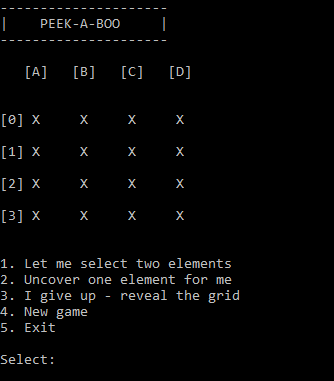 ---------------------
|    PEEK-A-BOO     |
---------------------
[A] [B] [C] [D]
[0] X X X X
[1] X X X X
[2] X X X X
[3] X X X X
1. Let me select two elements
2. Uncover one element for me
3. I give up - reveal the grid
4. New game
5. Exit
Select: